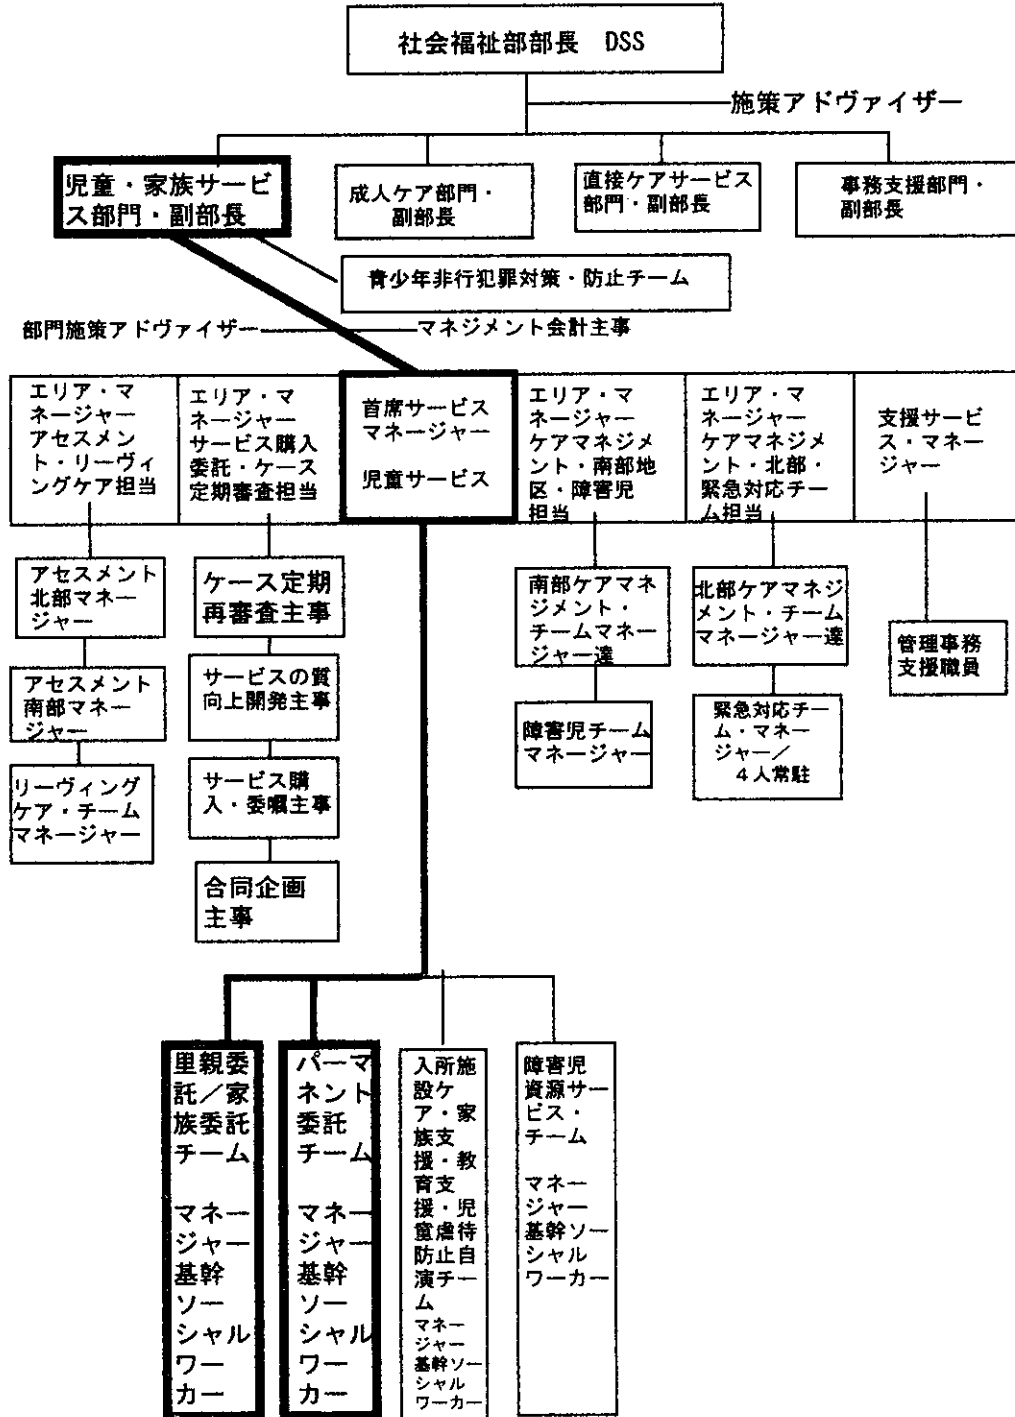 社会福祉部部長　DSS
施策アドヴァイザー
児童・家族サービ
ス部門・副部長
成人ケア部門・
副部長
直接ケアサービス
部門・副部長
事務支援部門・
副部長
青少年非行犯罪対策・防止チーム
部門施策アドヴァイザー
マネジメント会計主事
エリア・マ
ネージャー
アセスメン
ト・リーヴィ
ングケア担当
エリア・マ
ネージャー
サービス購入
委託・ケース
定期審査担当
首席サービス
マネージャー
児童サービス
エリア・マ
ネージャー
ケアマネジメ
ント・南部地
区・障害児
担当
エリア・マ
ネージャー
ケアマネジメ
ント・北部・
緊急対応チー
ム担当
支援サービ
ス・マネー
ジャー
アセスメント
北部マネー
ジャー
アセスメント
南部マネー
ジャー
リーヴィング
ケア・チーム
マネージャー
ケース定期
再審査主事
サービスの質
向上開発主事
サービス購
入・委嘱主事
合同企画
主事
南部ケアマネ
ジメント・
チームマネー
ジャー達
障害児チーム
マネージャー
北部ケアマネジ
メント・チーム
マネージャー達
緊急対応チー
ム・マネー
ジャー／
４人常駐
管理事務
支援職員
里親委
託／家
族委託
チーム
マネー
ジャー
基幹
ソー
シャル
ワー
カー
パーマ
ネント
委託
チーム
マネー
ジャー
基幹
ソー
シャル
ワー
カー
入所施
設ケ
ア・家
族支
援・教
育支
援・児
童虐待
防止自
演チー
ム
マネー
ジャー
基幹ソー
シャル
ワーカー
障害児
資源サー
ビス・
チーム
マネー
ジャー
基幹ソー
シャル
ワーカー